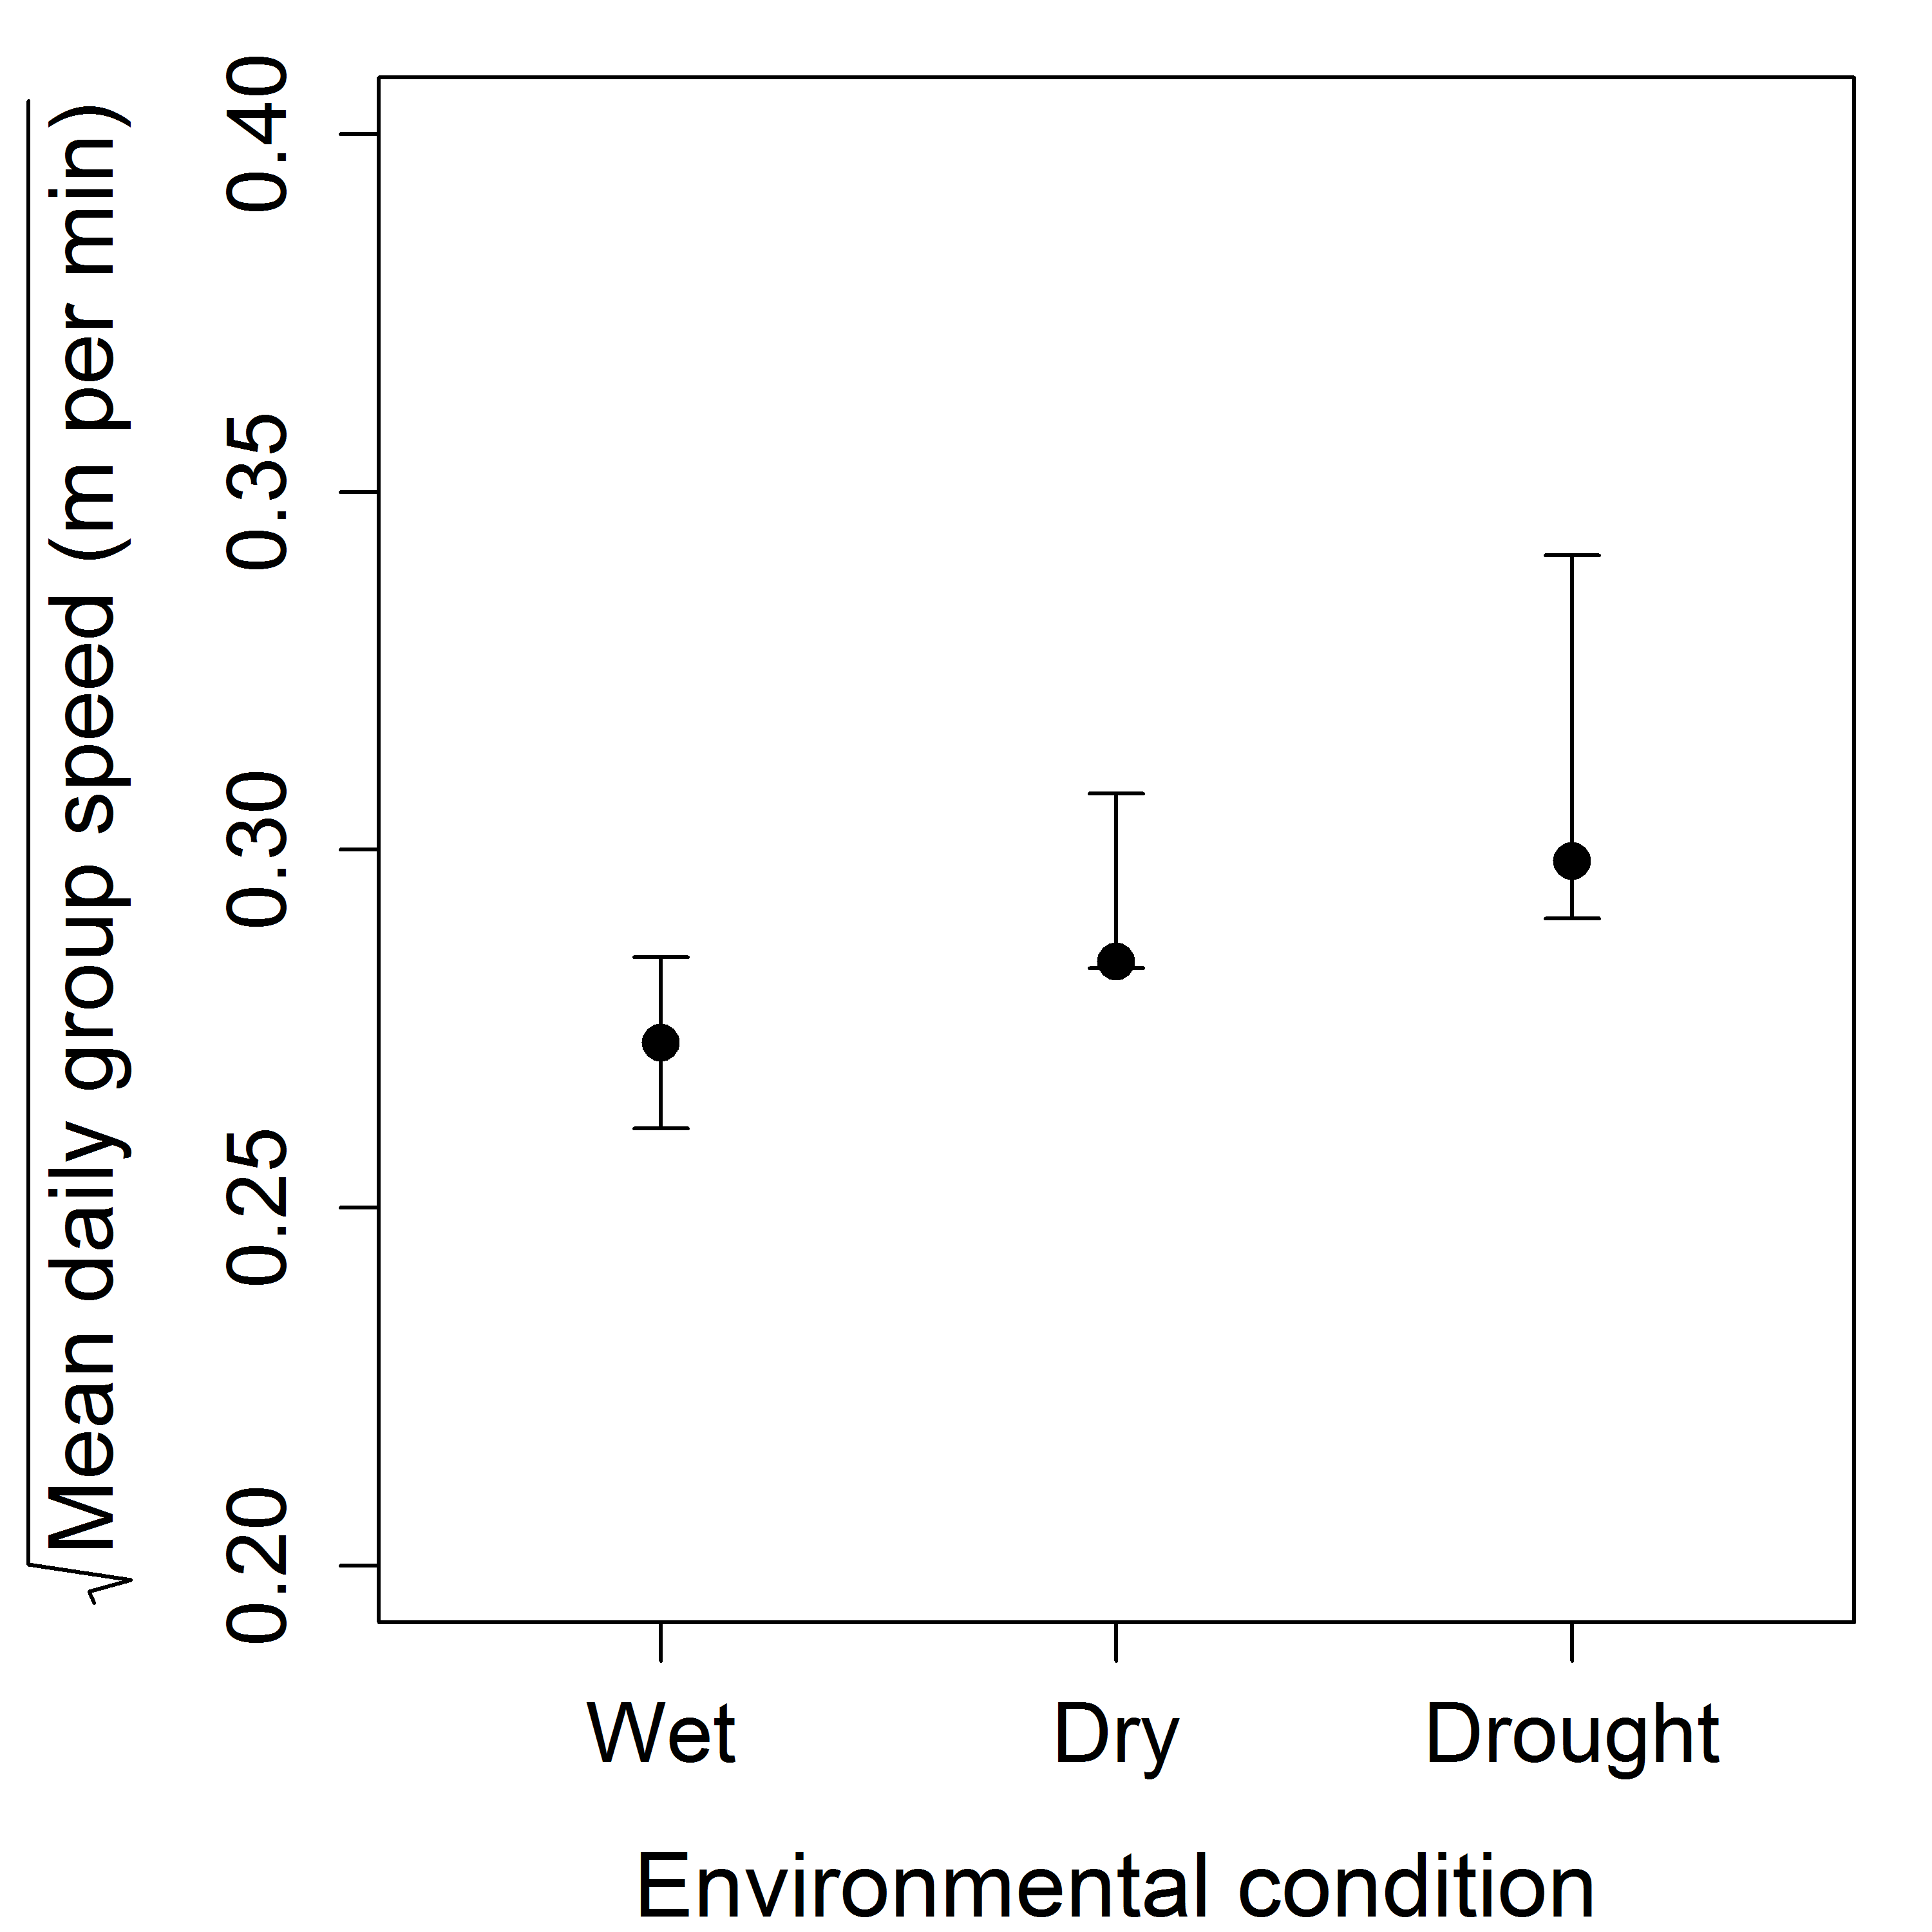 √Mean daily group speed (m per min)
0.40
0.35
0.30
0.25
0.20
Wet Dry Drought
Environmental condition